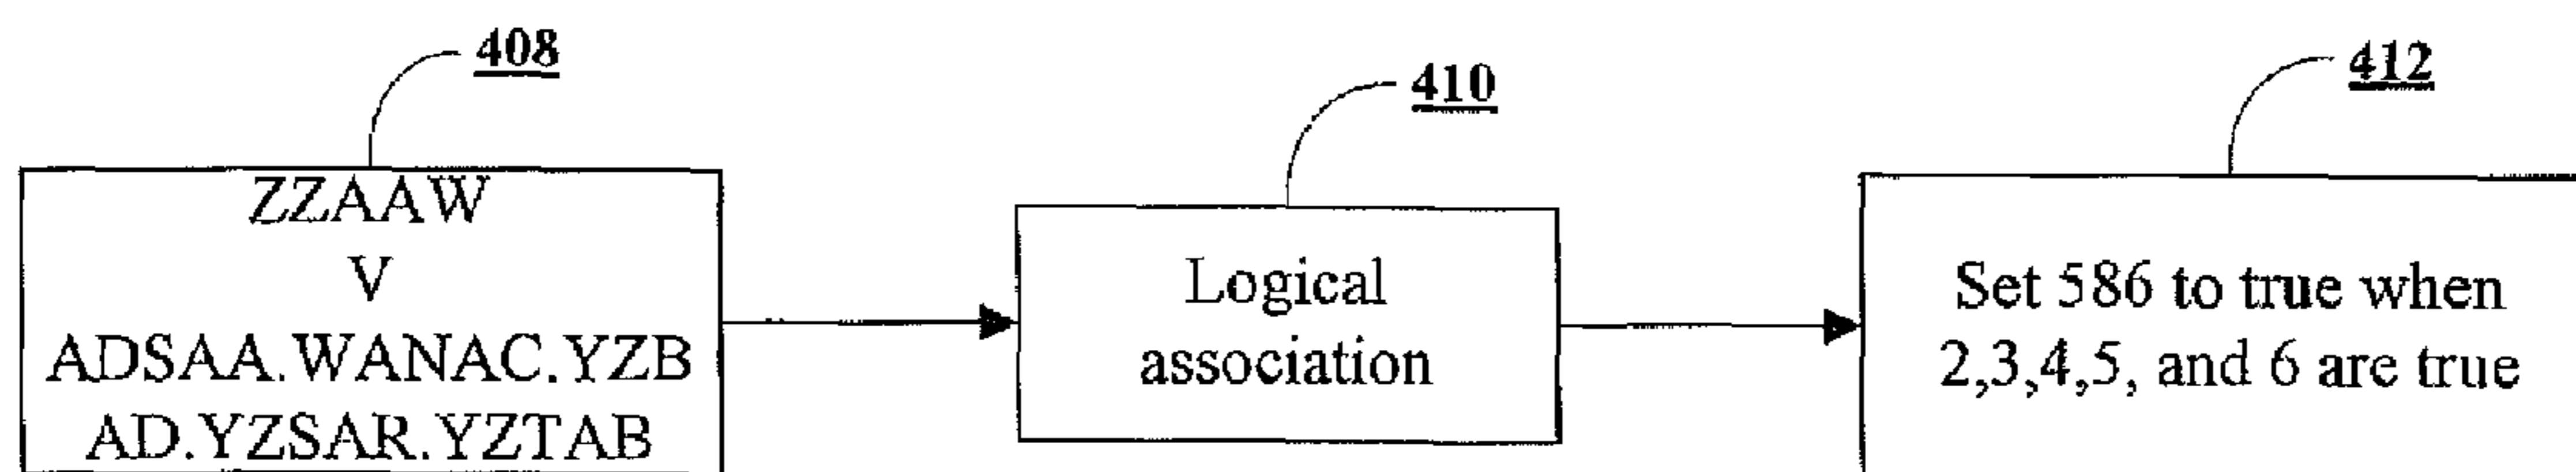 408
410
412
ZZAAW
V
ADSAA.WANAC.YZB
AD.YZSAR.YZTAB
Logical
association
Set 586 to true when
2,3,4,5, and 6 are true